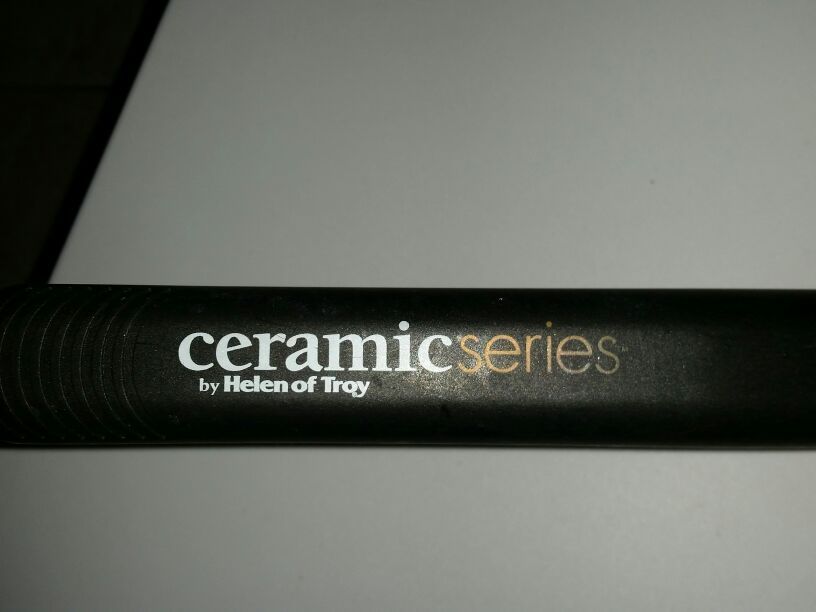 ceramicseries
by Helen of Troy